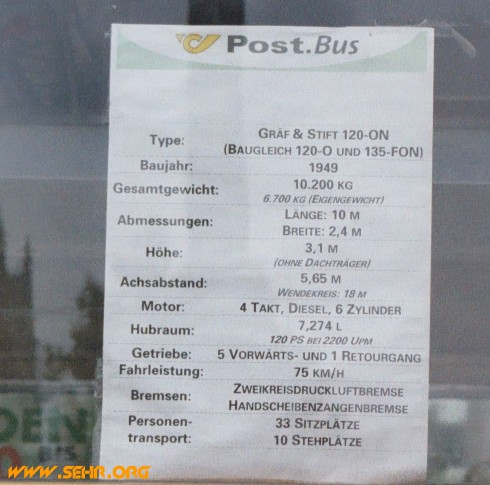 Post.Bus
Type: GRÄF & STIFT 120-ON
(BAUGLEICH 120-O UND 135-FON)
Baujahr: 1949
Gesamtgewicht: 10.200 KG
6.700 KG (EIGENGEWICHT)
Abmessungen: LÄNGE: 10 M
BREITE: 2,4 M
Höhe: 3,1 M
(OHNE DACHTRÄGER)
Achsabstand: 5,65 M
WENDEKREIS: 18 M
Motor: 4 TAKT, DIESEL, 6 ZYLINDER
Hubraum: 7,274 L
120 PS BEI 2200 UPM
Getriebe: 5 VORWÄRTS- UND 1 RETOURGANG
Fahrleistung: 75 KM/H
Bremsen: ZWEIKREISDRUCKLUFTBREMSE
HANDSCHEIBENZANGENBREMSE
Personen- 33 SITZPLÄTZE
transport: 10 STEHPLÄTZE
DEN
BIS
WWW.SEHR.ORG